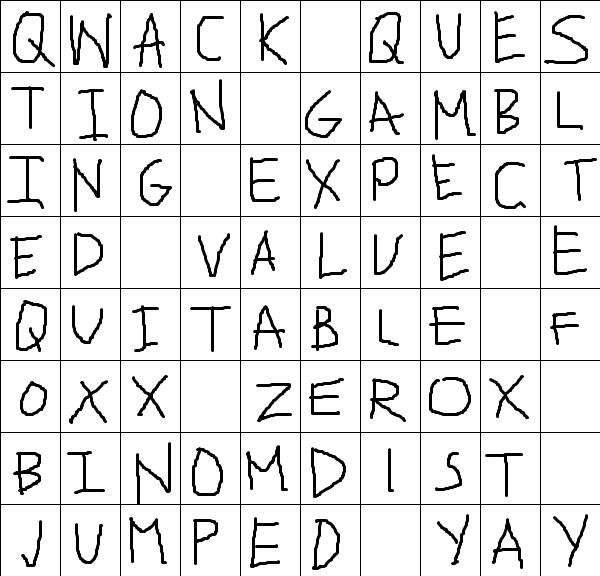 QWACK QUES
TION GAMBL
ING EXPECT
ED VALUE E
QUITABLE F
OXX ZEROX
BINOMDIST
JUMPED YAY